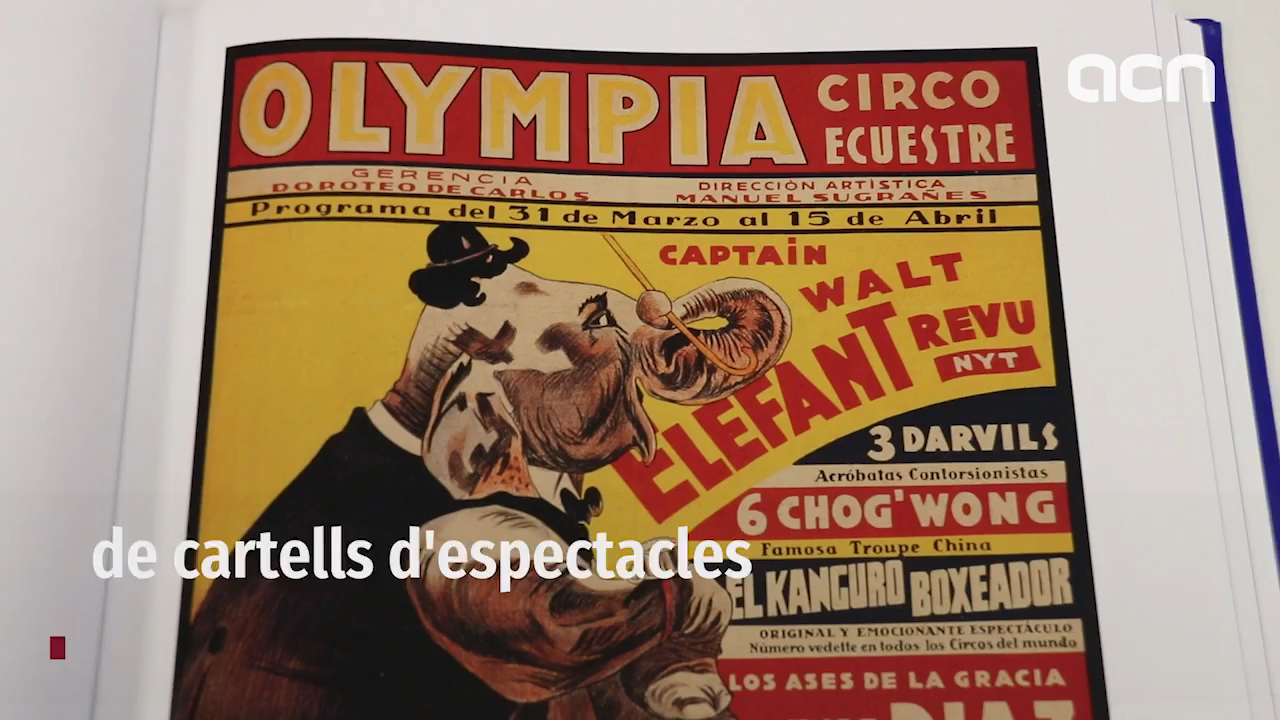 acn
OLYMPIA
CIRCO
ECUESTRE
GERENCIA
DOROTEO DE CARLOS
DIRECCIÓN ARTÍSTICA
MANUEL SUGRAÑES
Programa del 31 de Marzo al 15 de Abril
CAPTAIN
WALT
ELEFANT REVU
NYT
3 DARVILS
Acróbatas Contorsionistas
6 CHOG'WONG
Famosa Troupe China
EL KANGURO BOXEADOR
ORIGINAL Y EMOCIONANTE ESPECTÁCULO
Número vedette en todos los Circos del mundo
LOS ASES DE LA GRACIA
de cartells d'espectacles